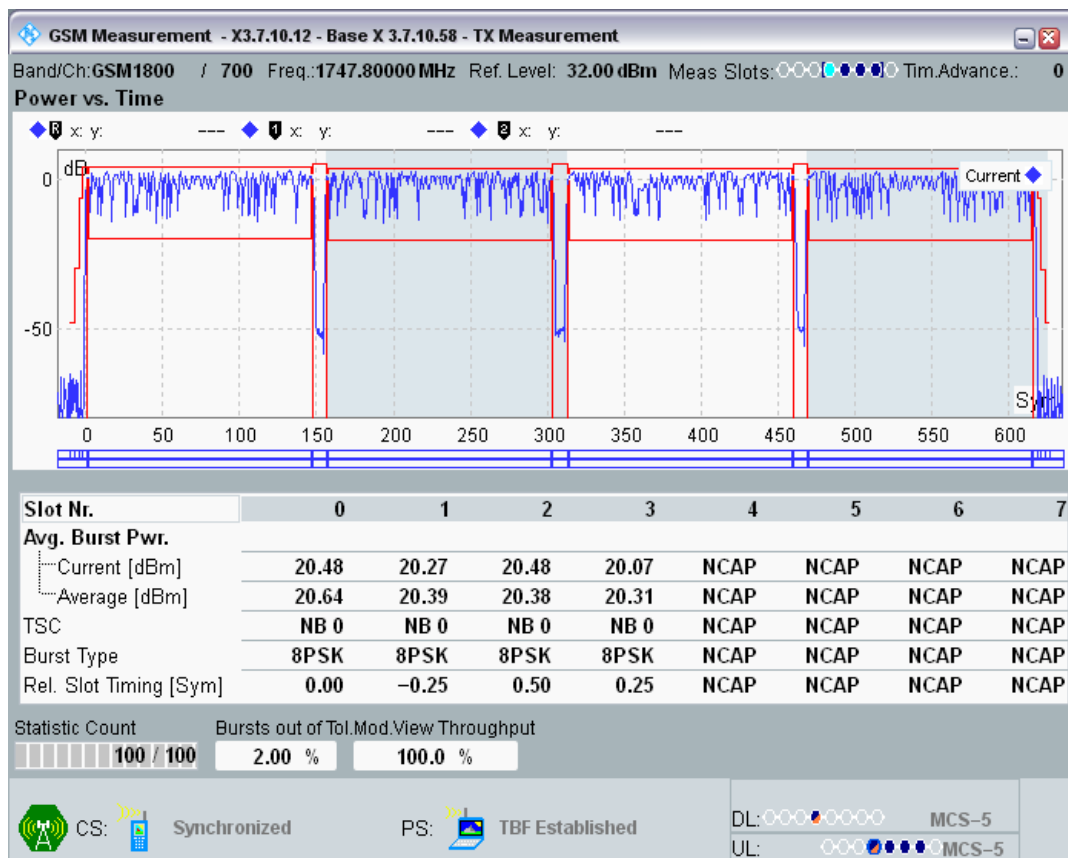 GSM Measurement - X3.7.10.12 - Base X 3.7.10.58 - TX Measurement
Band/Ch:GSM1800 / 700 Freq.:1747.80000 MHz Ref. Level: 32.00 dBm Meas Slots: Tim.Advance.: 0
Power vs. Time
R x: y: --- 1 x: y: --- 2 x: y: ---
dB
Current
0
-50
Sym
0 50 100 150 200 250 300 350 400 450 500 550 600
Slot Nr. 0 1 2 3 4 5 6 7
Avg. Burst Pwr.
Current [dBm] 20.48 20.27 20.48 20.07 NCAP NCAP NCAP NCAP
Average [dBm] 20.64 20.39 20.38 20.31 NCAP NCAP NCAP NCAP
TSC NB 0 NB 0 NB 0 NB 0 NCAP NCAP NCAP NCAP
Burst Type 8PSK 8PSK 8PSK 8PSK NCAP NCAP NCAP NCAP
Rel. Slot Timing [Sym] 0.00 −0.25 0.50 0.25 NCAP NCAP NCAP NCAP
Statistic Count Bursts out of Tol.Mod.View Throughput
100 / 100 2.00 % 100.0 %
CS: Synchronized PS: TBF Established
DL: MCS−5
UL: MCS−5